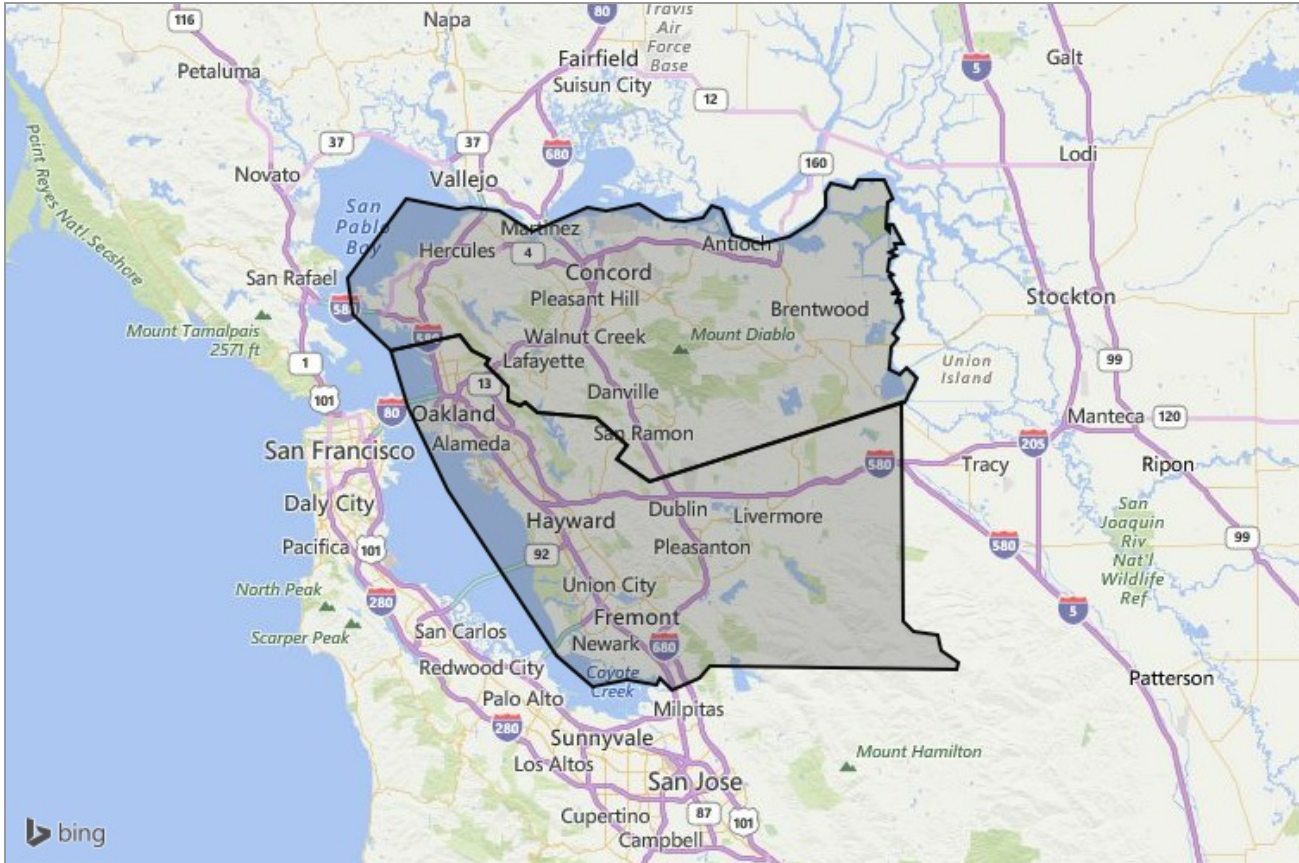 116
Napa
80
Travis
Air
Force
Base
Petaluma
Fairfield
Suisun City
5
Galt
12
Point Reyes Natl Seashore
37
37
680
160
Lodi
Novato
Vallejo
San
Pablo
Bay
Martinez
Hercules
4
Antioch
San Rafael
Concord
580
Pleasant Hill
Stockton
Brentwood
Mount Tamalpais
2571 ft
580
Walnut Creek
Mount Diablo
1
Lafayette
Union
Island
99
13
Danville
101
80
Oakland
Manteca
120
San Francisco
Alameda
San Ramon
205
580
Tracy
Ripon
Daly City
Hayward
Dublin
Livermore
San
Joaquin
Riv
Nat'l
Wildlife
Ref
Pacifica
101
92
Pleasanton
580
99
North Peak
280
Union City
5
Scarper Peak
San Carlos
Fremont
Newark
680
Redwood City
Coyote
Creek
Patterson
Palo Alto
Milpitas
280
Sunnyvale
Mount Hamilton
Los Altos
San Jose
Cupertino
87
101
Campbell
bing